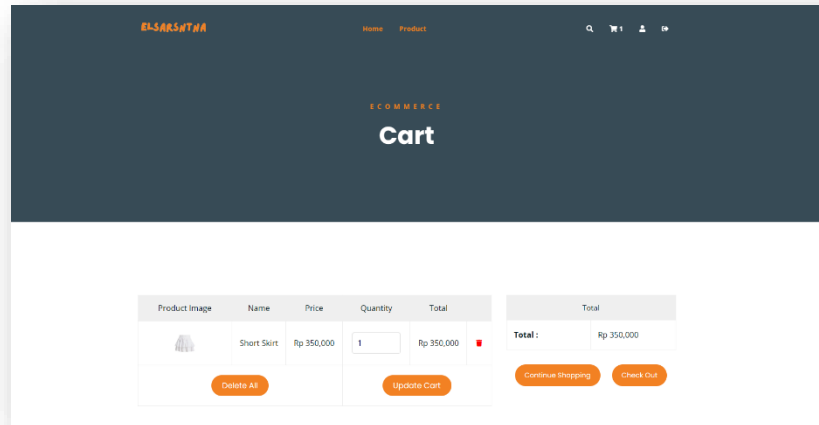 ELSARSHTHA
Home Product
1
ECOMMERCE
Cart
Product Image Name Price Quantity Total
Short Skirt Rp 350,000 1 Rp 350,000
Delete All Update Cart
Total
Total : Rp 350,000
Continue Shopping Check Out